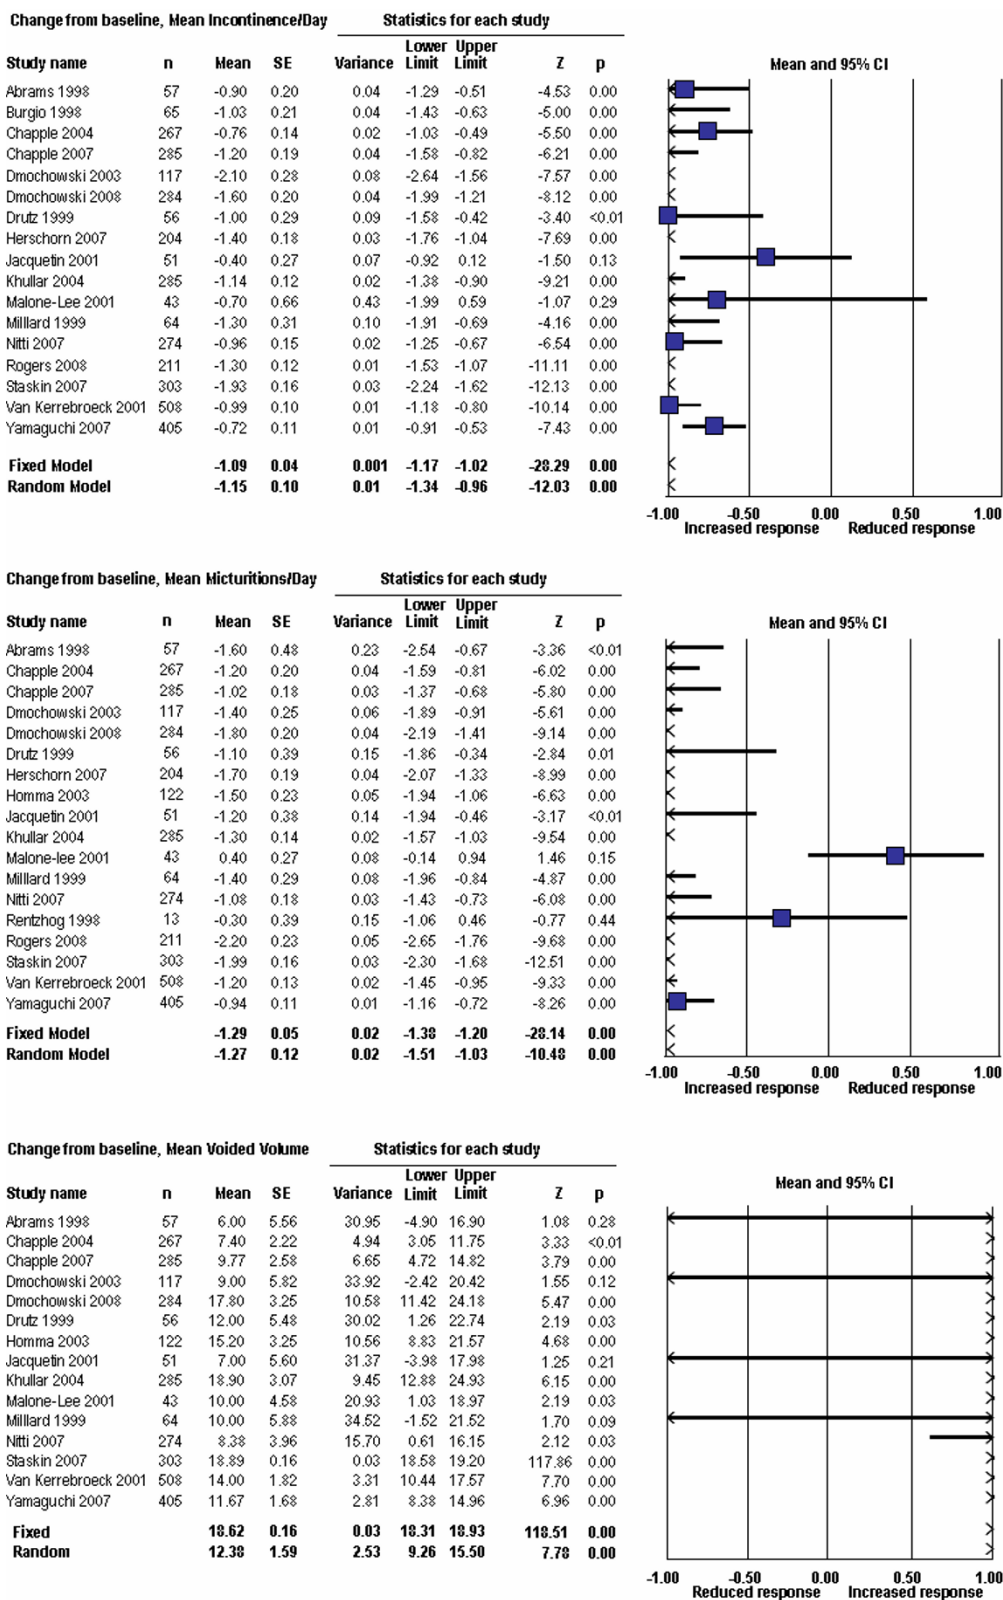 Change from baseline, Mean Incontinence/Day Statistics for each study
Lower Upper
Study name n Mean SE Variance Limit Limit Z p Mean and 95% CI
Abrams 1998 57 -0.90 0.20 0.04 -1.29 -0.51 -4.53 0.00
Burgio 1998 65 -1.03 0.21 0.04 -1.43 -0.63 -5.00 0.00
Chapple 2004 267 -0.76 0.14 0.02 -1.03 -0.49 -5.50 0.00
Chapple 2007 285 -1.20 0.19 0.04 -1.58 -0.82 -6.21 0.00
Dmochowski 2003 117 -2.10 0.28 0.08 -2.64 -1.56 -7.57 0.00
Dmochowski 2008 284 -1.60 0.20 0.04 -1.99 -1.21 -8.12 0.00
Drutz 1999 56 -1.00 0.29 0.09 -1.58 -0.42 -3.40 <0.01
Herschorn 2007 204 -1.40 0.18 0.03 -1.76 -1.04 -7.69 0.00
Jacquetin 2001 51 -0.40 0.27 0.07 -0.92 0.12 -1.50 0.13
Khullar 2004 285 -1.14 0.12 0.02 -1.38 -0.90 -9.21 0.00
Malone-Lee 2001 43 -0.70 0.66 0.43 -1.99 0.59 -1.07 0.29
Milllard 1999 64 -1.30 0.31 0.10 -1.91 -0.69 -4.16 0.00
Nitti 2007 274 -0.96 0.15 0.02 -1.25 -0.67 -6.54 0.00
Rogers 2008 211 -1.30 0.12 0.01 -1.53 -1.07 -11.11 0.00
Staskin 2007 303 -1.93 0.16 0.03 -2.24 -1.62 -12.13 0.00
Van Kerrebroeck 2001 508 -0.99 0.10 0.01 -1.18 -0.80 -10.14 0.00
Yamaguchi 2007 405 -0.72 0.11 0.01 -0.91 -0.53 -7.43 0.00
Fixed Model -1.09 0.04 0.001 -1.17 -1.02 -28.29 0.00
Random Model -1.15 0.10 0.01 -1.34 -0.96 -12.03 0.00
-1.00 -0.50 0.00 0.50 1.00
Increased response Reduced response
Change from baseline, Mean Micturitions/Day Statistics for each study
Lower Upper
Study name n Mean SE Variance Limit Limit Z p Mean and 95% CI
Abrams 1998 57 -1.60 0.48 0.23 -2.54 -0.67 -3.36 <0.01
Chapple 2004 267 -1.20 0.20 0.04 -1.59 -0.81 -6.02 0.00
Chapple 2007 285 -1.02 0.18 0.03 -1.37 -0.68 -5.80 0.00
Dmochowski 2003 117 -1.40 0.25 0.06 -1.89 -0.91 -5.61 0.00
Dmochowski 2008 284 -1.80 0.20 0.04 -2.19 -1.41 -9.14 0.00
Drutz 1999 56 -1.10 0.39 0.15 -1.86 -0.34 -2.84 0.01
Herschorn 2007 204 -1.70 0.19 0.04 -2.07 -1.33 -8.99 0.00
Homma 2003 122 -1.50 0.23 0.05 -1.94 -1.06 -6.63 0.00
Jacquetin 2001 51 -1.20 0.38 0.14 -1.94 -0.46 -3.17 <0.01
Khullar 2004 285 -1.30 0.14 0.02 -1.57 -1.03 -9.54 0.00
Malone-lee 2001 43 0.40 0.27 0.08 -0.14 0.94 1.46 0.15
Milllard 1999 64 -1.40 0.29 0.08 -1.96 -0.84 -4.87 0.00
Nitti 2007 274 -1.08 0.18 0.03 -1.43 -0.73 -6.08 0.00
Rentzhog 1998 13 -0.30 0.39 0.15 -1.06 0.46 -0.77 0.44
Rogers 2008 211 -2.20 0.23 0.05 -2.65 -1.76 -9.68 0.00
Staskin 2007 303 -1.99 0.16 0.03 -2.30 -1.68 -12.51 0.00
Van Kerrebroeck 2001 508 -1.20 0.13 0.02 -1.45 -0.95 -9.33 0.00
Yamaguchi 2007 405 -0.94 0.11 0.01 -1.16 -0.72 -8.26 0.00
Fixed Model -1.29 0.05 0.02 -1.38 -1.20 -28.14 0.00
Random Model -1.27 0.12 0.02 -1.51 -1.03 -10.48 0.00
-1.00 -0.50 0.00 0.50 1.00
Increased response Reduced response
Change from baseline, Mean Voided Volume Statistics for each study
Lower Upper
Study name n Mean SE Variance Limit Limit Z p Mean and 95% CI
Abrams 1998 57 6.00 5.56 30.95 -4.90 16.90 1.08 0.28
Chapple 2004 267 7.40 2.22 4.94 3.05 11.75 3.33 <0.01
Chapple 2007 285 9.77 2.58 6.65 4.72 14.82 3.79 0.00
Dmochowski 2003 117 9.00 5.82 33.92 -2.42 20.42 1.55 0.12
Dmochowski 2008 284 17.80 3.25 10.58 11.42 24.18 5.47 0.00
Drutz 1999 56 12.00 5.48 30.02 1.26 22.74 2.19 0.03
Homma 2003 122 15.20 3.25 10.56 8.83 21.57 4.68 0.00
Jacquetin 2001 51 7.00 5.60 31.37 -3.98 17.98 1.25 0.21
Khullar 2004 285 18.90 3.07 9.45 12.88 24.93 6.15 0.00
Malone-Lee 2001 43 10.00 4.58 20.93 1.03 18.97 2.19 0.03
Milllard 1999 64 10.00 5.88 34.52 -1.52 21.52 1.70 0.09
Nitti 2007 274 8.38 3.96 15.70 0.61 16.15 2.12 0.03
Staskin 2007 303 18.89 0.16 0.03 18.58 19.20 117.86 0.00
Van Kerrebroeck 2001 508 14.00 1.82 3.31 10.44 17.57 7.70 0.00
Yamaguchi 2007 405 11.67 1.68 2.81 8.38 14.96 6.96 0.00
Fixed 18.62 0.16 0.03 18.31 18.93 118.51 0.00
Random 12.38 1.59 2.53 9.26 15.50 7.78 0.00
-1.00 -0.50 0.00 0.50 1.00
Reduced response Increased response